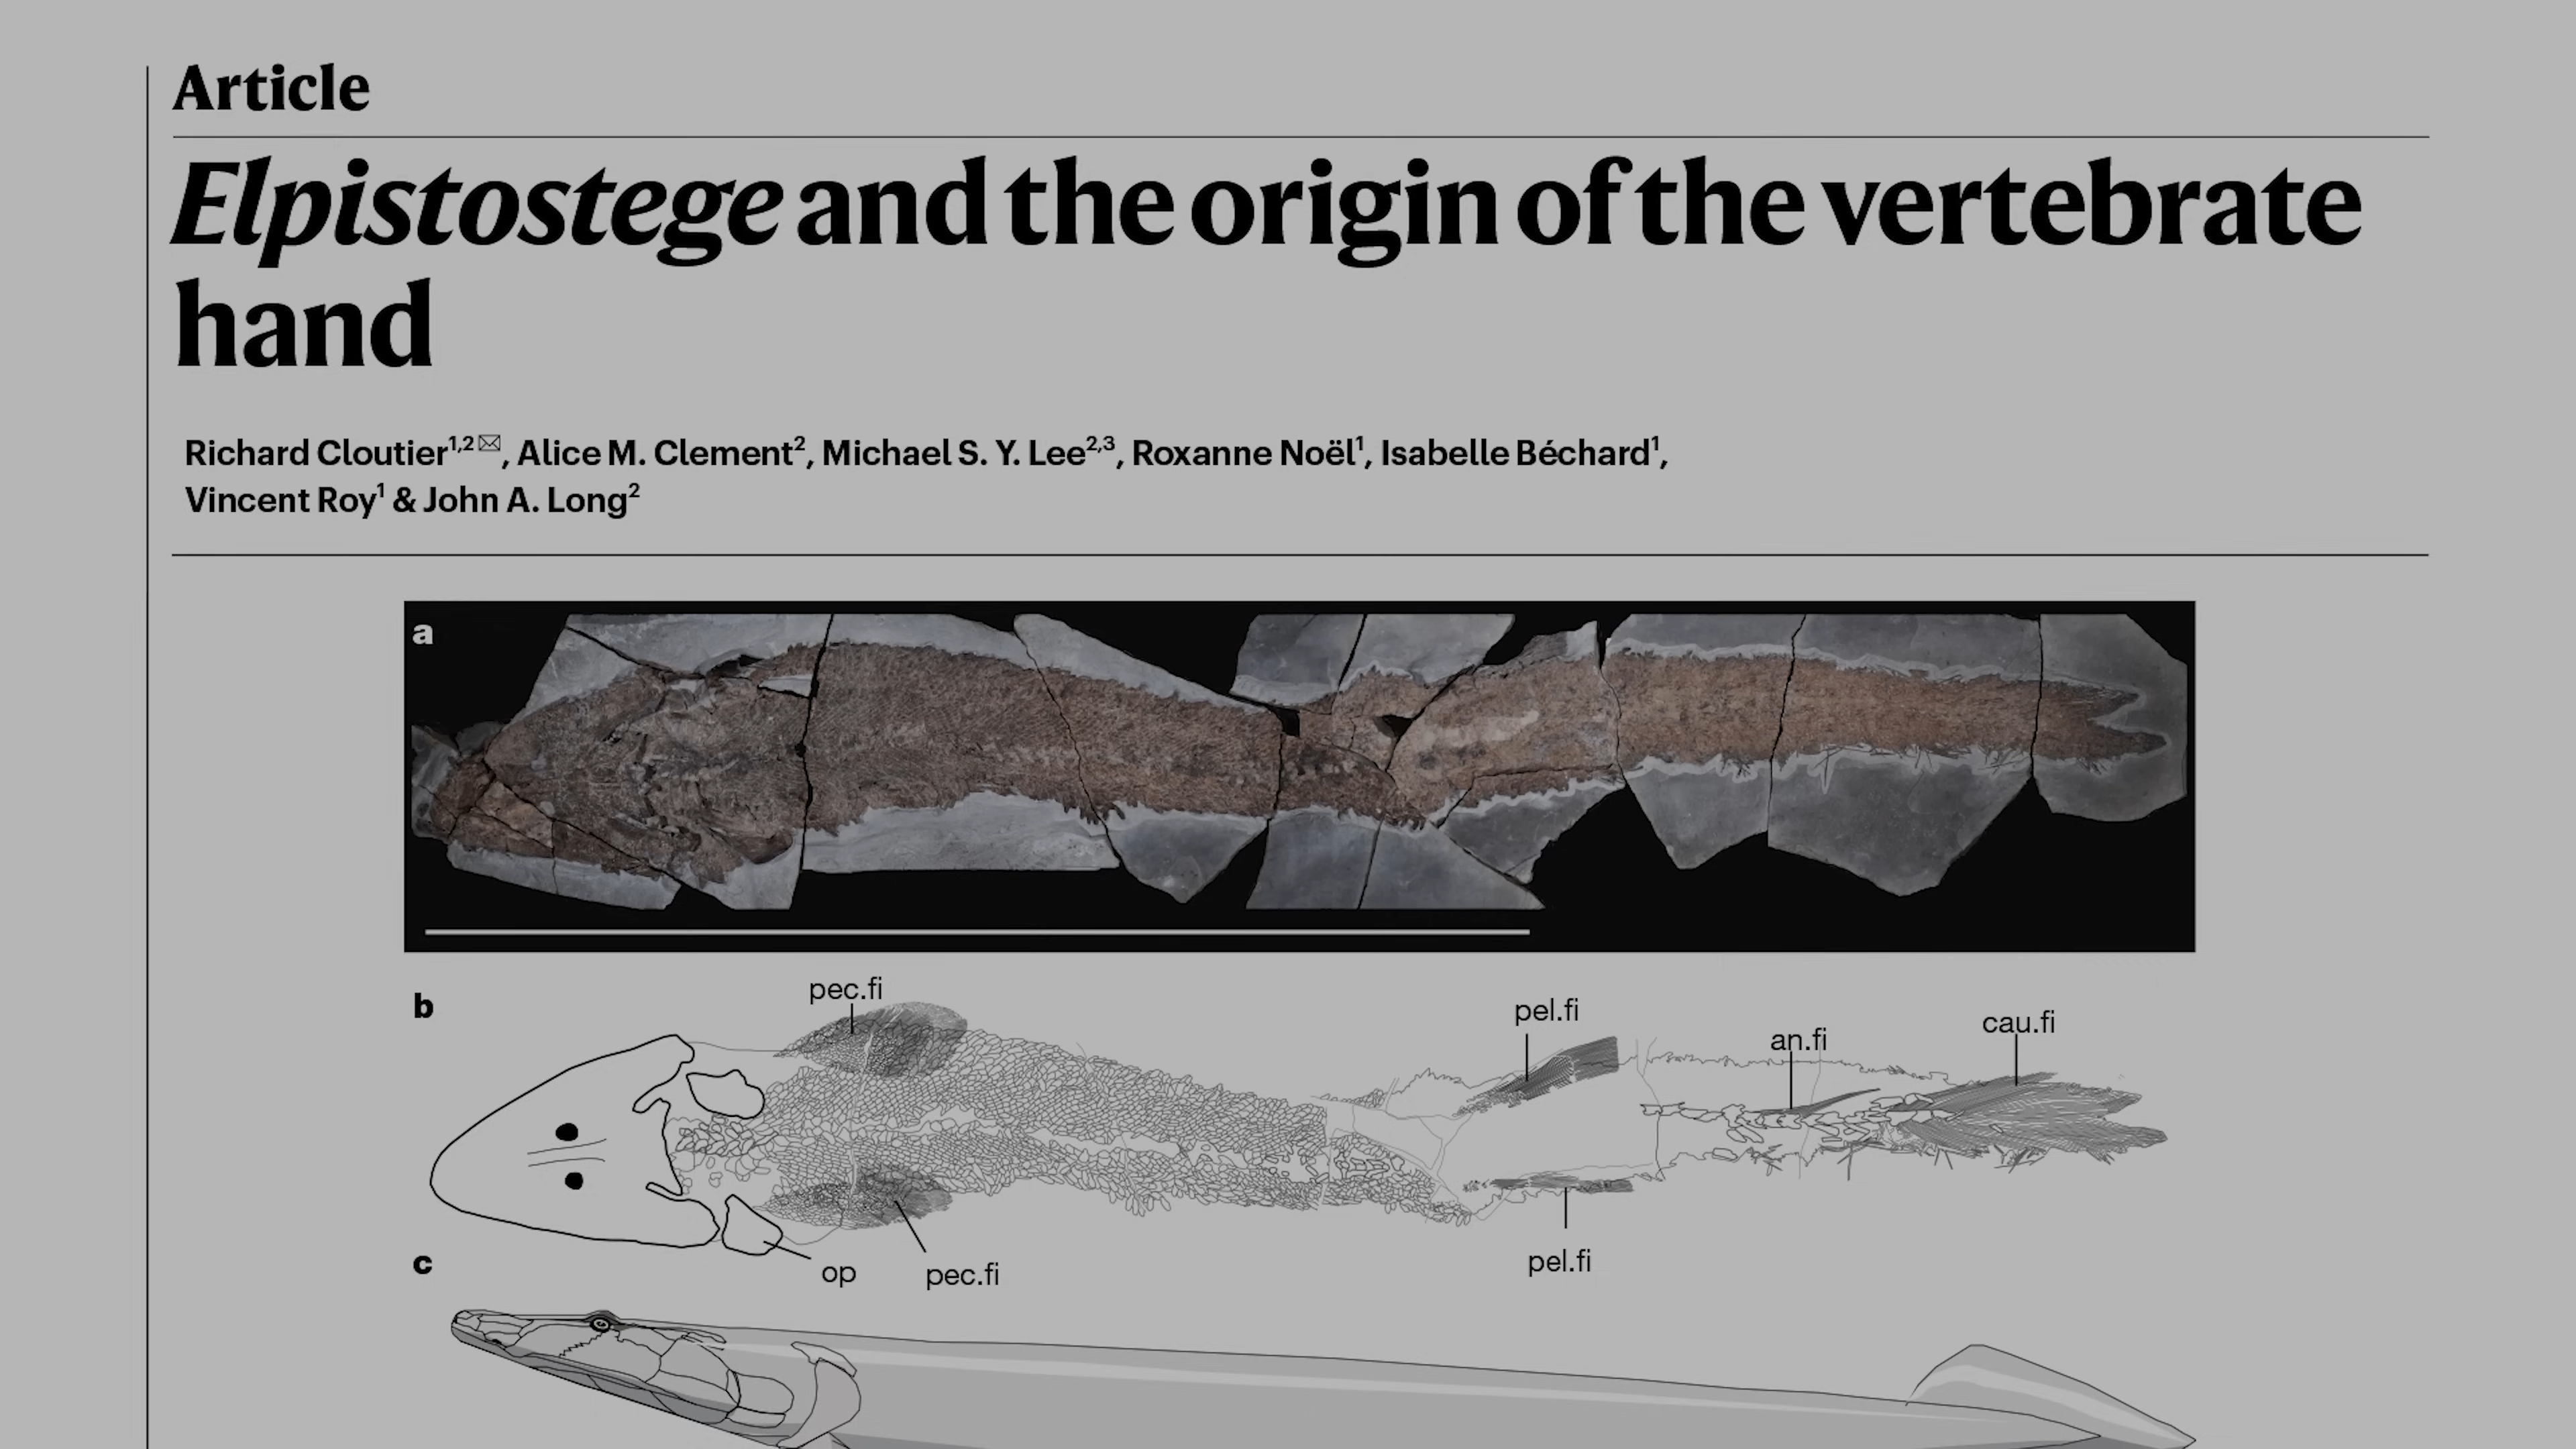 Article
Elpistostege and the origin of the vertebrate
hand
Richard Cloutier1,2✉, Alice M. Clement2, Michael S. Y. Lee2,3, Roxanne Noël1, Isabelle Béchard1,
Vincent Roy1 & John A. Long2
a
b
pec.fi
pel.fi
an.fi
cau.fi
c
op
pec.fi
pel.fi